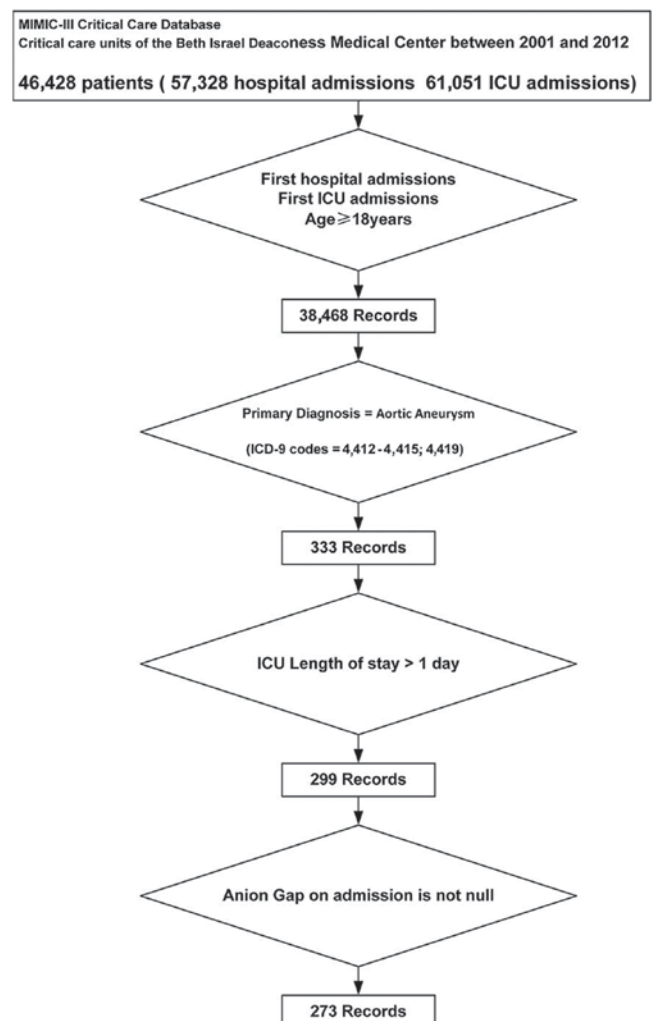 MIMIC-III Critical Care Database
Critical care units of the Beth Israel Deaconess Medical Center between 2001 and 2012
46,428 patients ( 57,328 hospital admissions 61,051 ICU admissions)
First hospital admissions
First ICU admissions
Age≥18years
38,468 Records
Primary Diagnosis = Aortic Aneurysm
(ICD-9 codes = 4,412 - 4,415; 4,419)
333 Records
ICU Length of stay > 1 day
299 Records
Anion Gap on admission is not null
273 Records